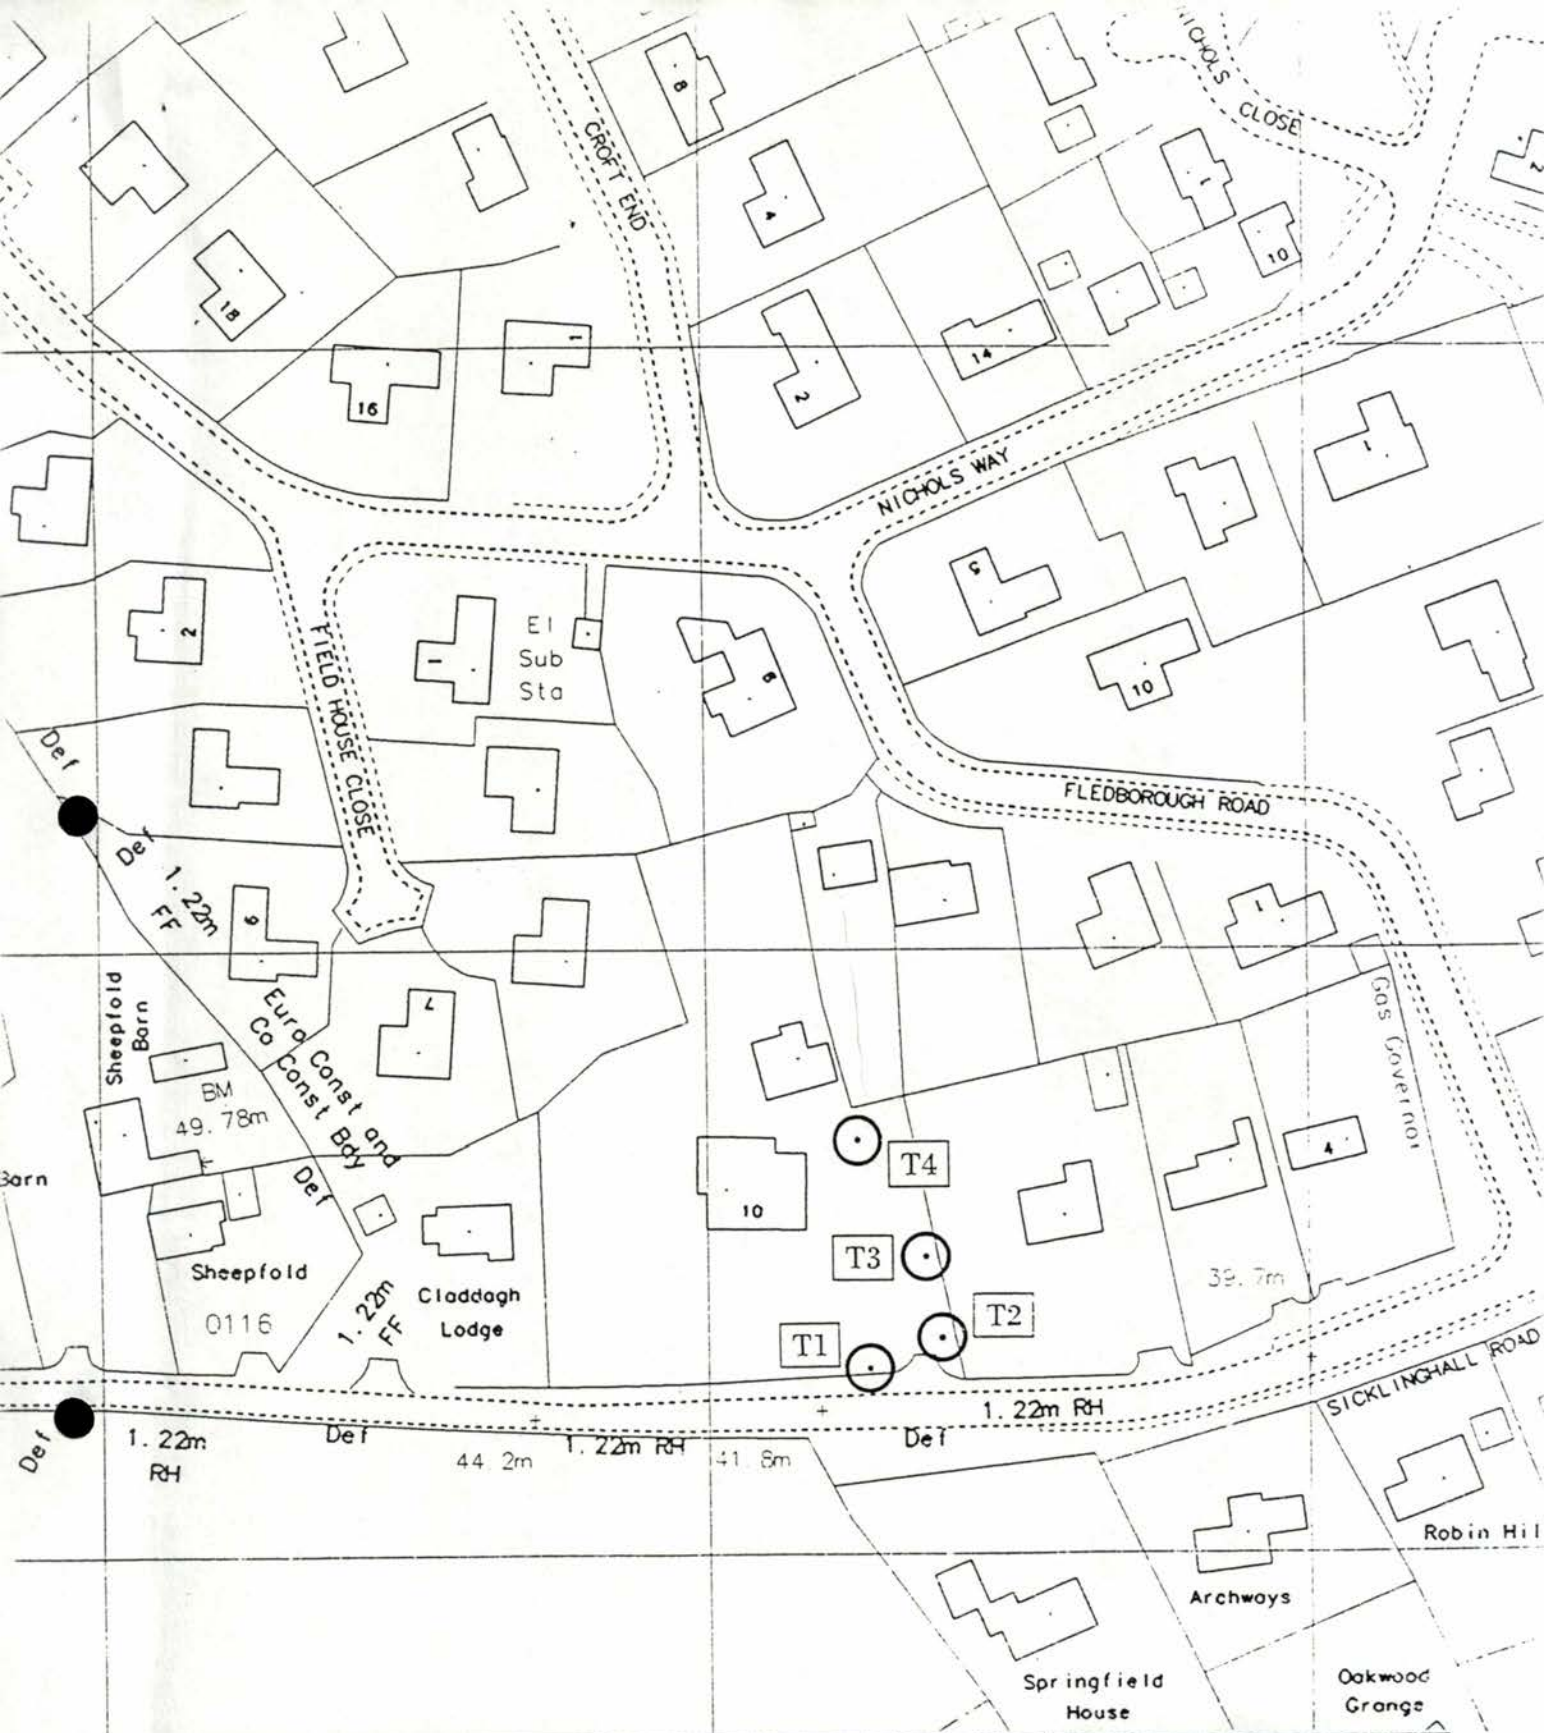 NICHOLS CLOSE
8
CROFT END
1
2
4
10
18
1
14
16
2
1
NICHOLS WAY
5
2
FIELD HOUSE CLOSE
1
El
Sub
Sta
8
10
Def
FLEDBOROUGH ROAD
Def
1.22m
FF
6
1
Sheepfold
Barn
Euro Const and
Co Const Bdy
7
Gas Governor
BM
49.78m
Barn
Def
T4
4
10
T3
Sheepfold
0116
1.22m
FF
Claddagh
Lodge
39.7m
T2
T1
SICKLINGHALL ROAD
1.22m RH
Def
1.22m
RH
Def
44.2m
1.22m RH
41.8m
Def
Robin Hil
Archways
Springfield
House
Oakwood
Grange